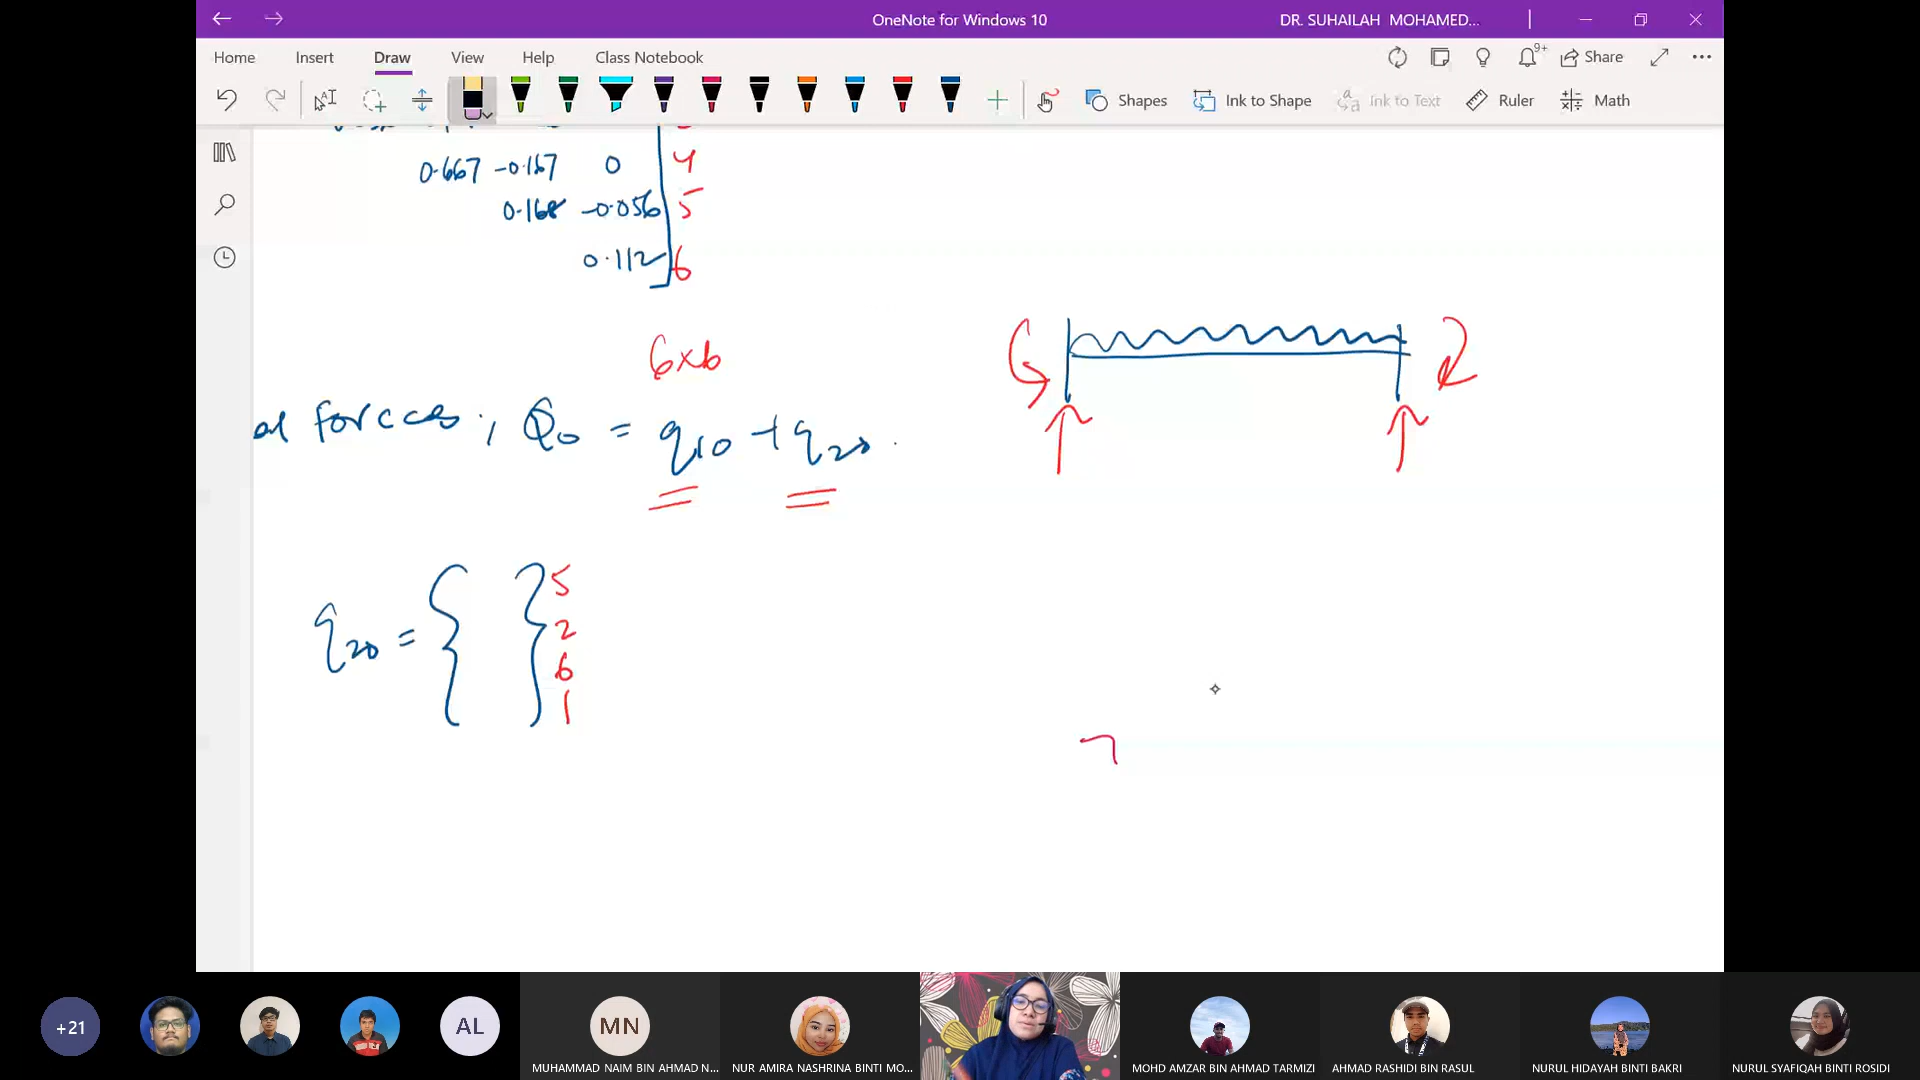 OneNote for Windows 10
DR. SUHAILAH MOHAMED...
Home Insert Draw View Help Class Notebook
9+
Share
Shapes
Ink to Shape
Ink to Text
Ruler
Math
0.667 -0.167 0 4
0.168 -0.056 5
0.112 6
6x6
al forces ; Q₀ = q₁₀ + q₂₀ .
q₂₀ = { } 5
2
6
1
+21
AL
MN
MUHAMMAD NAIM BIN AHMAD N...
NUR AMIRA NASHRINA BINTI MO...
MOHD AMZAR BIN AHMAD TARMIZI
AHMAD RASHIDI BIN RASUL
NURUL HIDAYAH BINTI BAKRI
NURUL SYAFIQAH BINTI ROSIDI